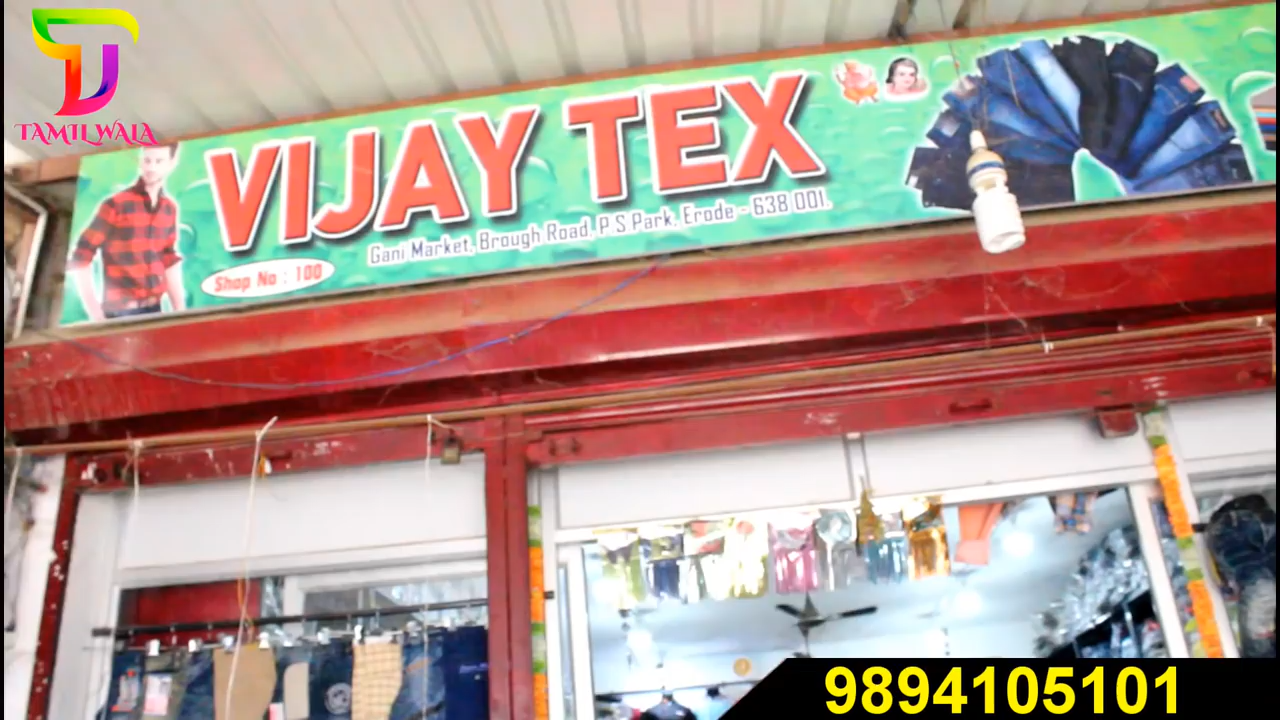 TAMILWALA
VIJAY TEX
Gani Market, Brough Road, P S Park, Erode - 638 001.
Shop No : 100
9894105101